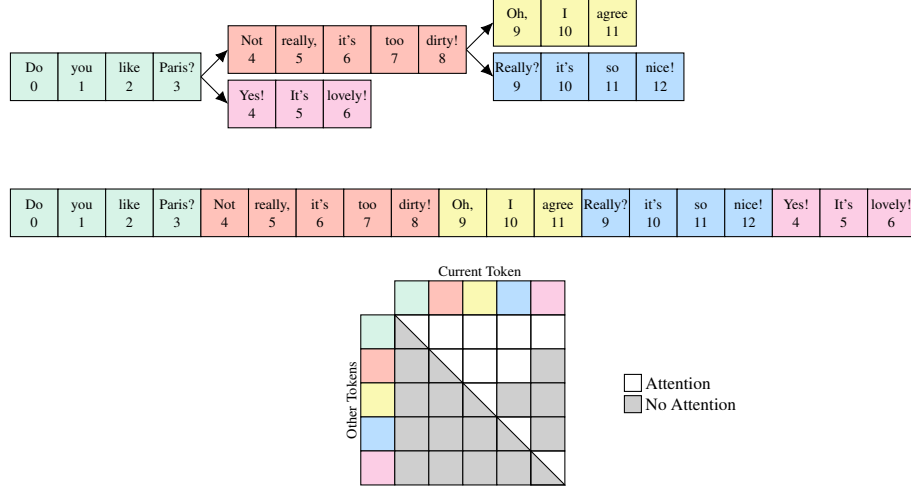 Oh, I agree
9 10 11
Not really, it's too dirty!
4 5 6 7 8
Do you like Paris?
0 1 2 3
Really? it's so nice!
9 10 11 12
Yes! It's lovely!
4 5 6
Do you like Paris? Not really, it's too dirty! Oh, I agree Really? it's so nice! Yes! It's lovely!
0 1 2 3 4 5 6 7 8 9 10 11 9 10 11 12 4 5 6
Current Token
Other Tokens
Attention
No Attention